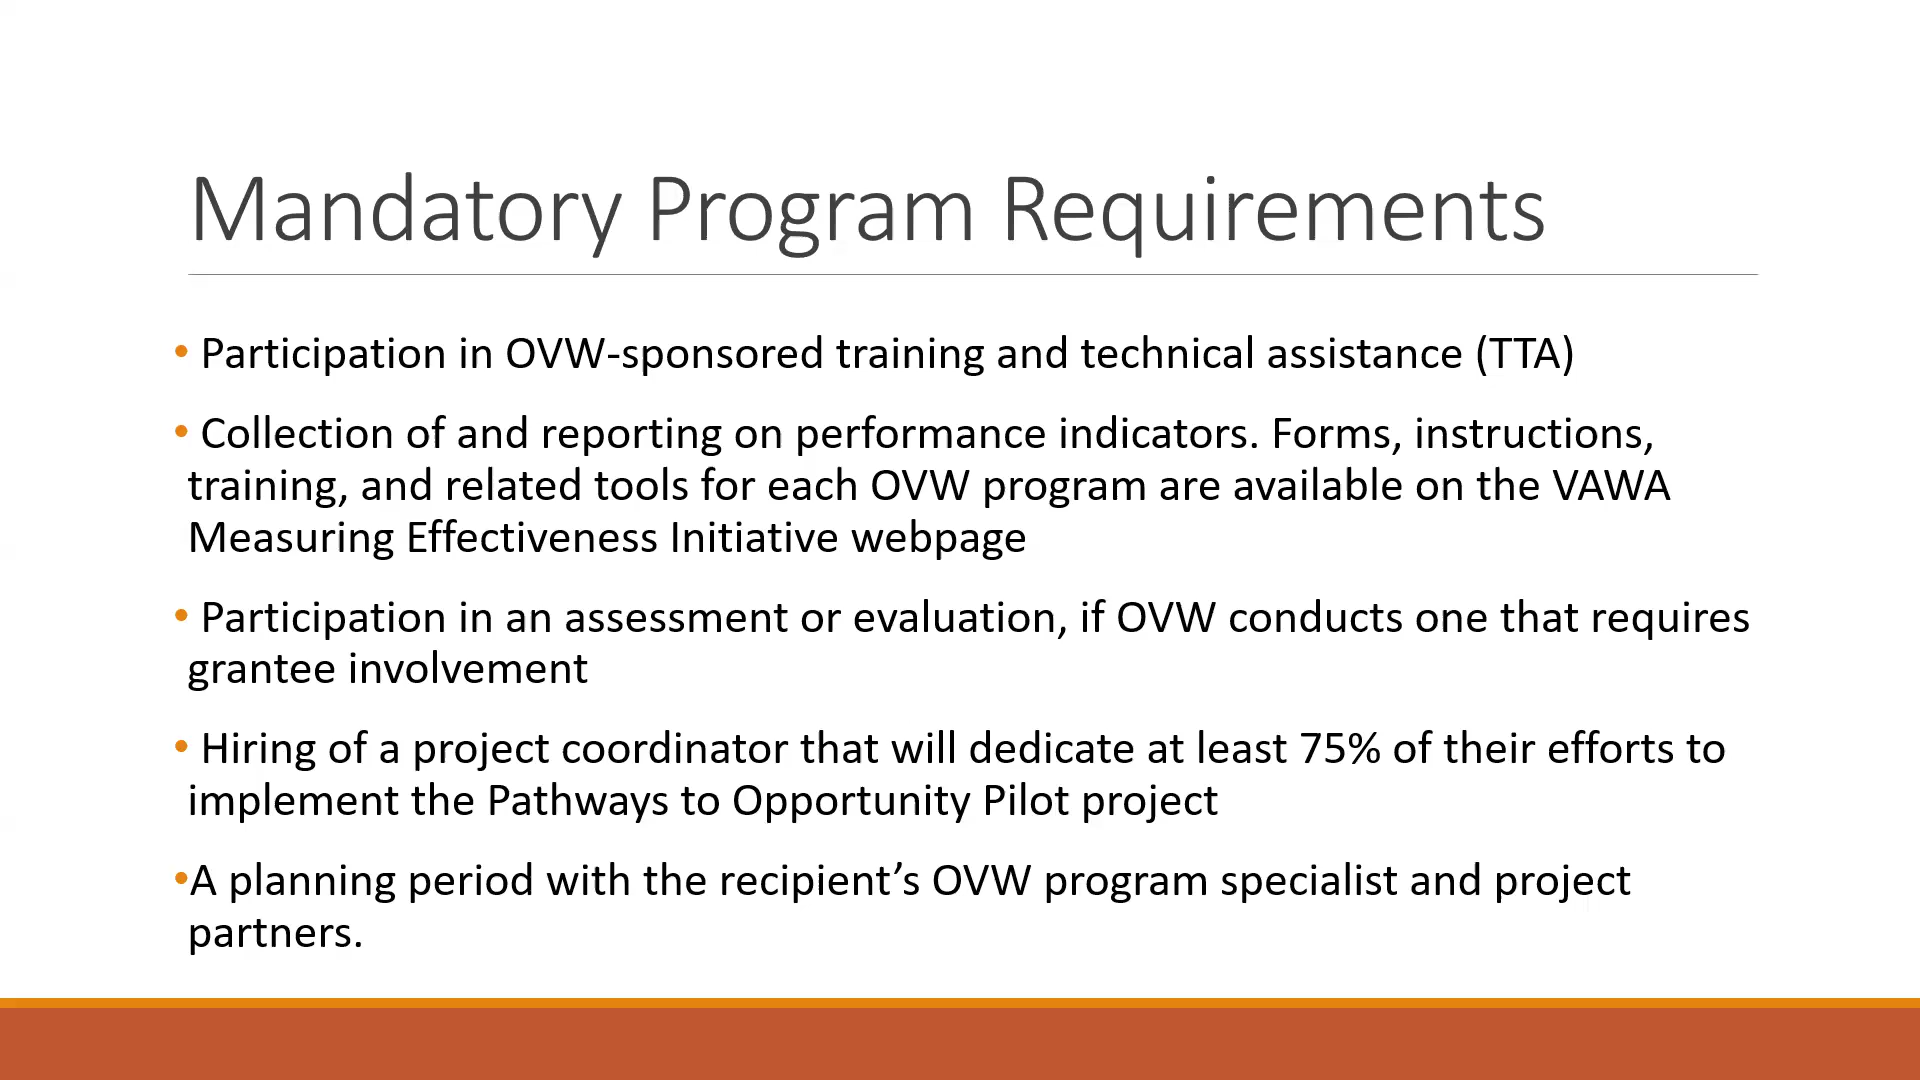 Mandatory Program Requirements
• Participation in OVW-sponsored training and technical assistance (TTA)
• Collection of and reporting on performance indicators. Forms, instructions,
training, and related tools for each OVW program are available on the VAWA
Measuring Effectiveness Initiative webpage
• Participation in an assessment or evaluation, if OVW conducts one that requires
grantee involvement
• Hiring of a project coordinator that will dedicate at least 75% of their efforts to
implement the Pathways to Opportunity Pilot project
•A planning period with the recipient’s OVW program specialist and project
partners.